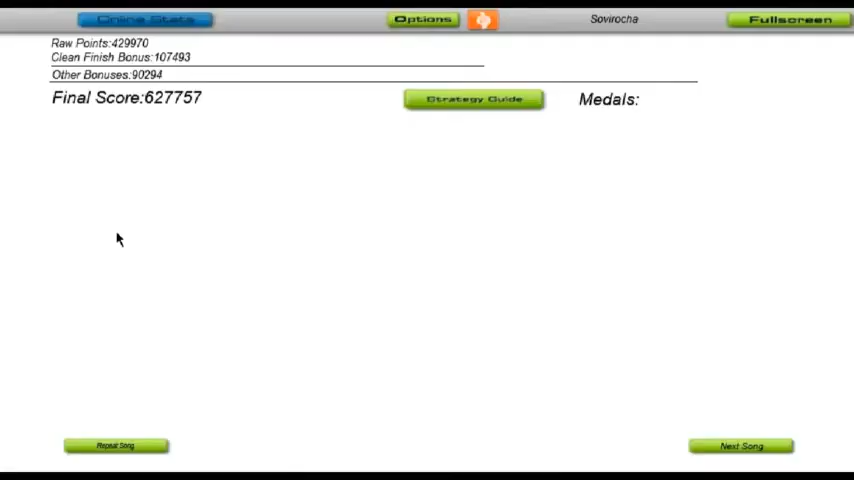 Online Stats
Options
Sovirocha
Fullscreen
Raw Points:429970
Clean Finish Bonus:107493
Other Bonuses:90294
Final Score:627757
Strategy Guide
Medals:
Repeat Song
Next Song